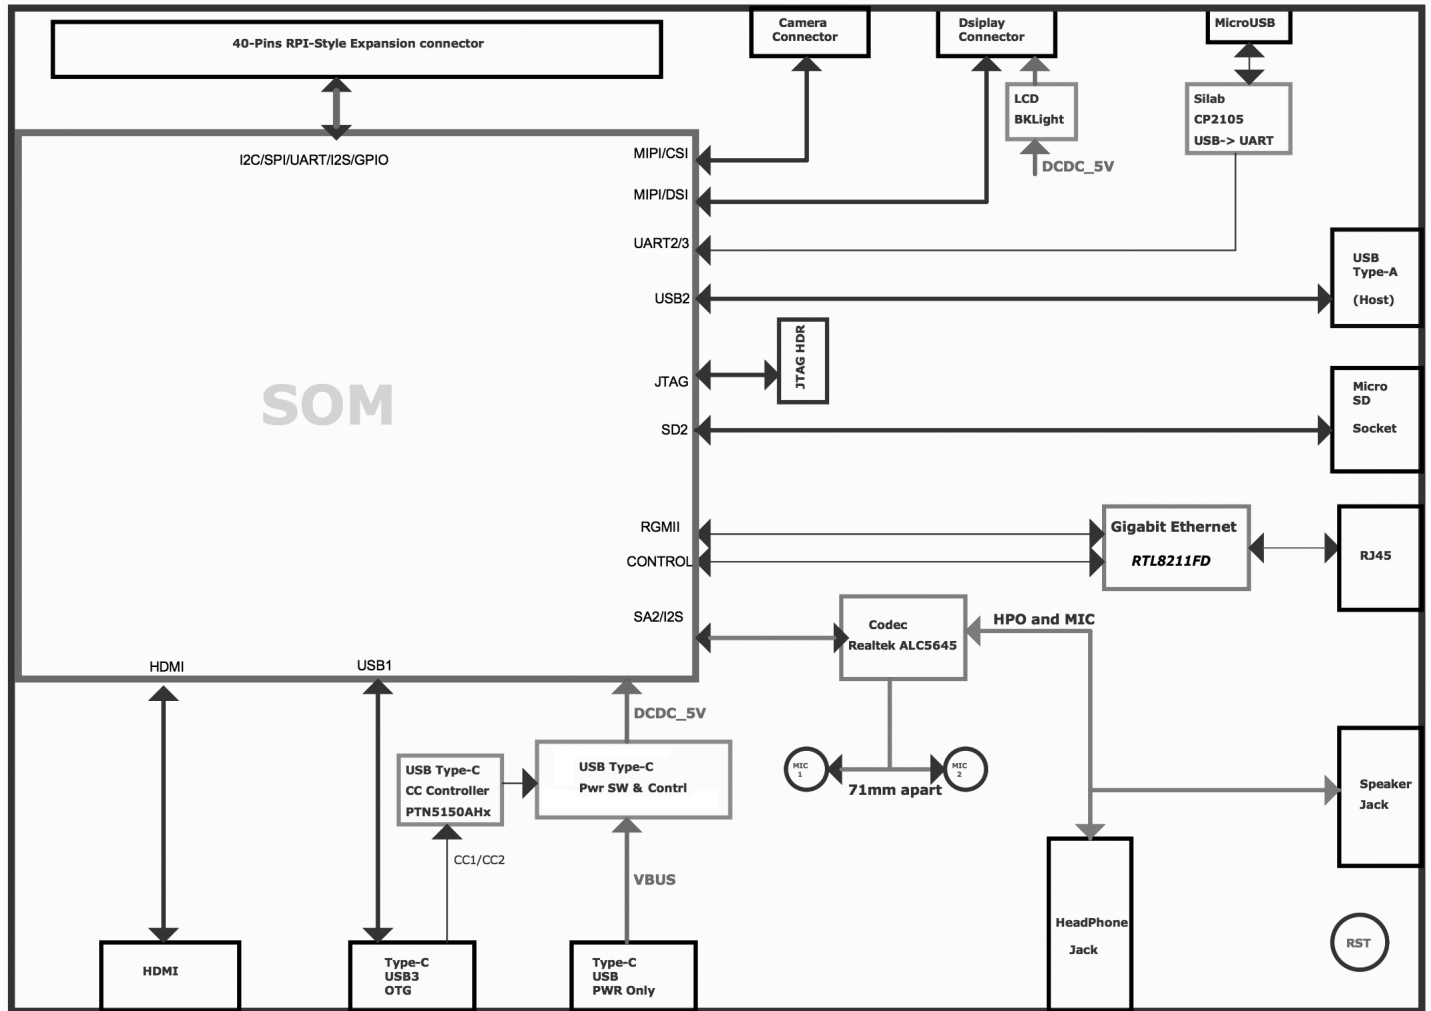 40-Pins RPI-Style Expansion connector
Camera
Connector
Dsiplay
Connector
MicroUSB
LCD
BKLight
DCDC_5V
Silab
CP2105
USB-> UART
I2C/SPI/UART/I2S/GPIO
MIPI/CSI
MIPI/DSI
UART2/3
USB2
USB
Type-A
(Host)
JTAG
JTAG HDR
SOM
SD2
Micro
SD
Socket
RGMII
CONTROL
Gigabit Ethernet
RTL8211FD
RJ45
SA2/I2S
Codec
Realtek ALC5645
HPO and MIC
HDMI
USB1
DCDC_5V
USB Type-C
CC Controller
PTN5150AHx
USB Type-C
Pwr SW & Contrl
MIC
1
MIC
2
71mm apart
Speaker
Jack
CC1/CC2
VBUS
HeadPhone
Jack
RST
HDMI
Type-C
USB3
OTG
Type-C
USB
PWR Only